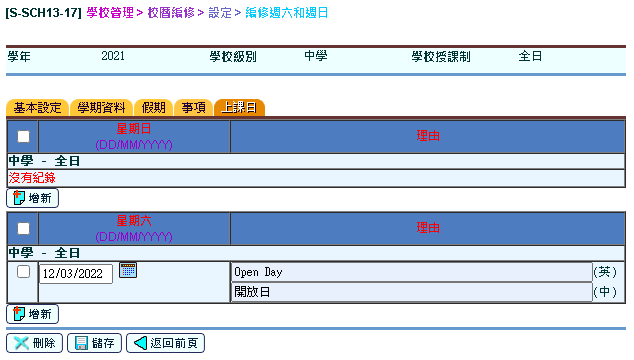 [S-SCH13-17] 學校管理 > 校曆編修 > 設定 > 編修週六和週日
學年 2021 學校級別 中學 學校授課制 全日
基本設定 學期資料 假期 事項 上課日
星期日 (DD/MM/YYYY) 理由
中學 - 全日
沒有紀錄
增新
星期六 (DD/MM/YYYY) 理由
中學 - 全日
12/03/2022 Open Day (英)
開放日 (中)
增新
刪除 儲存 返回前頁